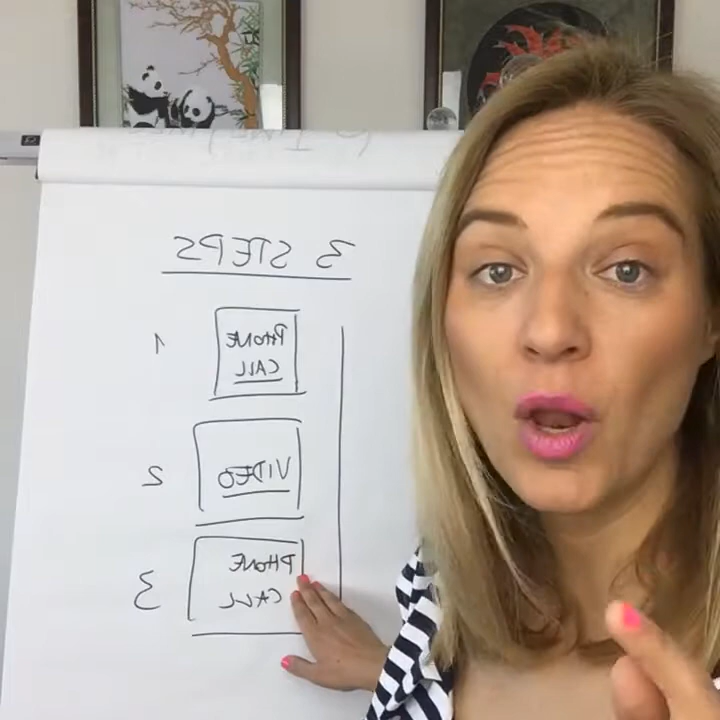 3 STEPS
1
PHONE
CALL
2
VIDEO
3
PHONE
CALL